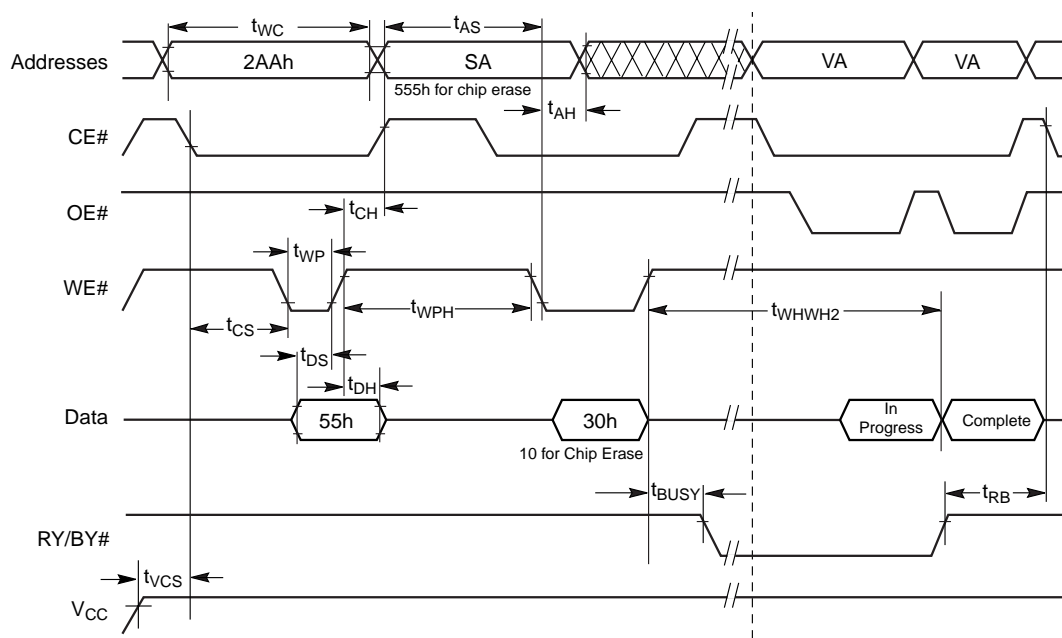 tWC
tAS
Addresses
2AAh
SA
VA
VA
555h for chip erase
tAH
CE#
OE#
tCH
tWP
WE#
tWPH
tWHWH2
tCS
tDS
tDH
Data
55h
30h
In
Progress
Complete
10 for Chip Erase
tBUSY
tRB
RY/BY#
tVCS
VCC